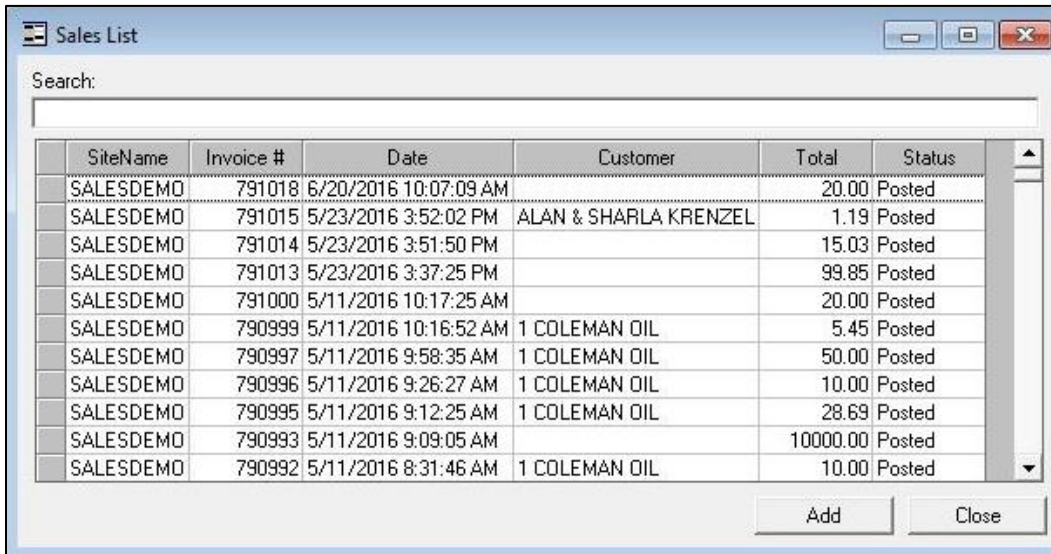 Sales List
Search:
SiteName Invoice # Date Customer Total Status
SALESDEMO 791018 6/20/2016 10:07:09 AM 20.00 Posted
SALESDEMO 791015 5/23/2016 3:52:02 PM ALAN & SHARLA KRENZEL 1.19 Posted
SALESDEMO 791014 5/23/2016 3:51:50 PM 15.03 Posted
SALESDEMO 791013 5/23/2016 3:37:25 PM 99.85 Posted
SALESDEMO 791000 5/11/2016 10:17:25 AM 20.00 Posted
SALESDEMO 790999 5/11/2016 10:16:52 AM 1 COLEMAN OIL 5.45 Posted
SALESDEMO 790997 5/11/2016 9:58:35 AM 1 COLEMAN OIL 50.00 Posted
SALESDEMO 790996 5/11/2016 9:26:27 AM 1 COLEMAN OIL 10.00 Posted
SALESDEMO 790995 5/11/2016 9:12:25 AM 1 COLEMAN OIL 28.69 Posted
SALESDEMO 790993 5/11/2016 9:09:05 AM 10000.00 Posted
SALESDEMO 790992 5/11/2016 8:31:46 AM 1 COLEMAN OIL 10.00 Posted
Add Close